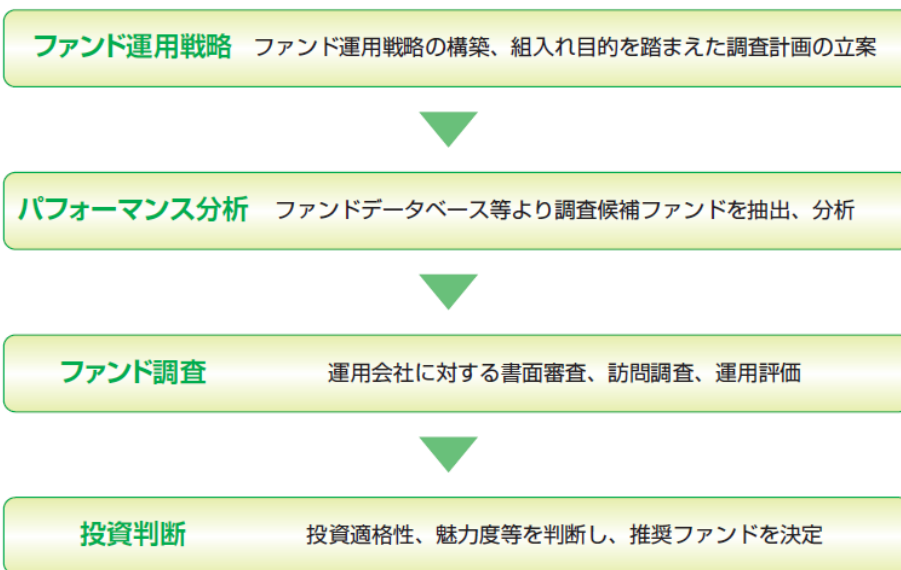 ファンド運用戦略 ファンド運用戦略の構築、組入れ目的を踏まえた調査計画の立案
パフォーマンス分析 ファンドデータベース等より調査候補ファンドを抽出、分析
ファンド調査 運用会社に対する書面審査、訪問調査、運用評価
投資判断 投資適格性、魅力度等を判断し、推奨ファンドを決定